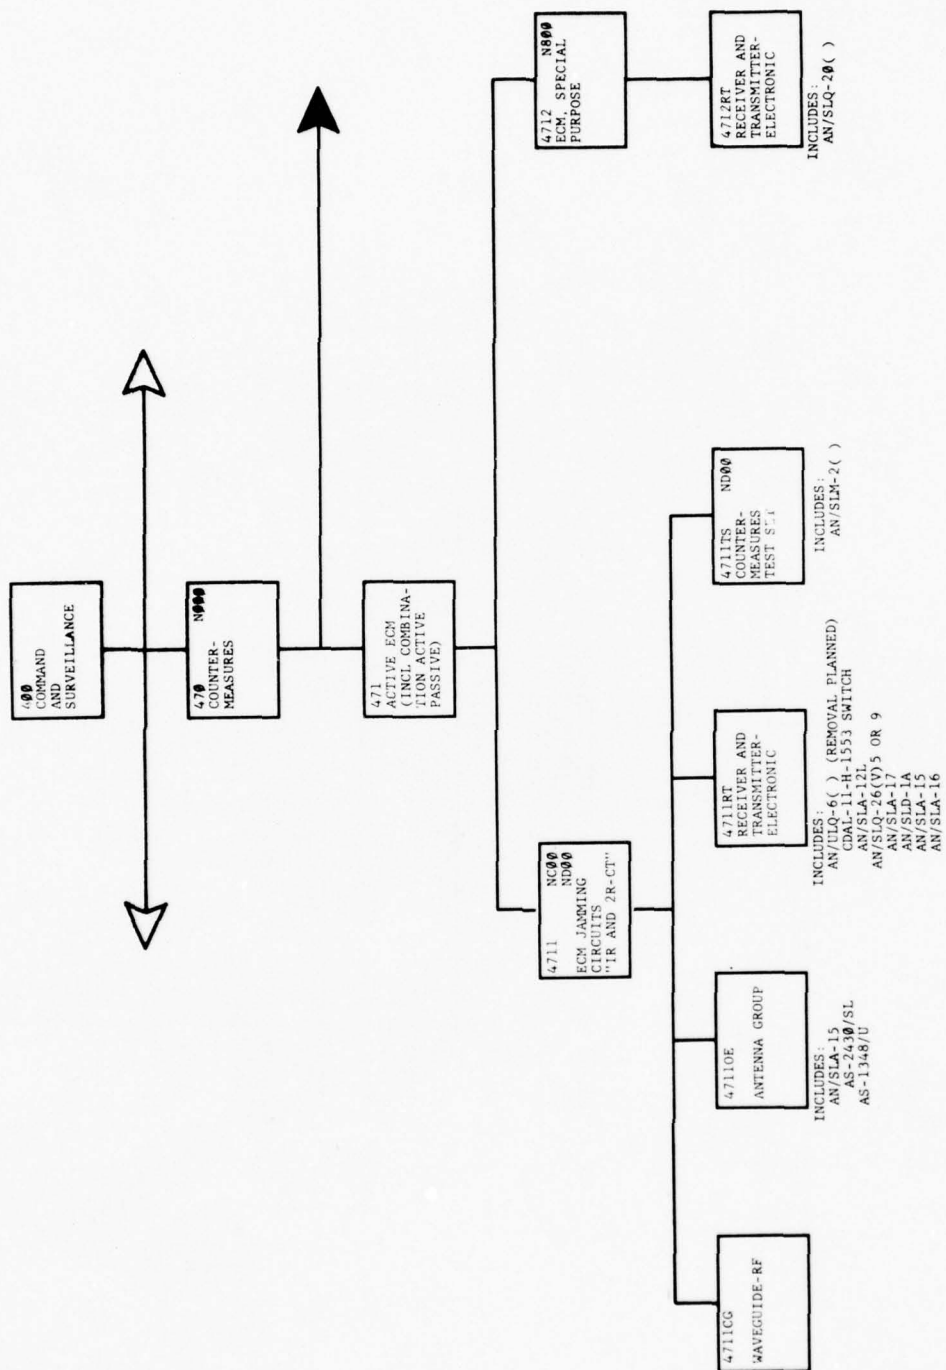 400
COMMAND
AND
SURVEILLANCE
470 N000
COUNTER-
MEASURES
471
ACTIVE ECM
(INCL COMBINA-
TION ACTIVE
PASSIVE)
4711 NC00
ND00
ECM JAMMING
CIRCUITS
"1R AND 2R-CT"
4712 N800
ECM, SPECIAL
PURPOSE
4711CG
WAVEGUIDE-RF
4711OE
ANTENNA GROUP
INCLUDES:
AN/SLA-15
AS-2430/SL
AS-1348/U
4711RT
RECEIVER AND
TRANSMITTER-
ELECTRONIC
INCLUDES:
AN/ULQ-6( ) (REMOVAL PLANNED)
CDAL-11-H-1553 SWITCH
AN/SLA-12L
AN/SLQ-26(V)5 OR 9
AN/SLA-17
AN/SLD-1A
AN/SLA-15
AN/SLA-16
4711TS ND00
COUNTER-
MEASURES
TEST SET
INCLUDES:
AN/SLM-2( )
4712RT
RECEIVER AND
TRANSMITTER-
ELECTRONIC
INCLUDES:
AN/SLQ-20( )